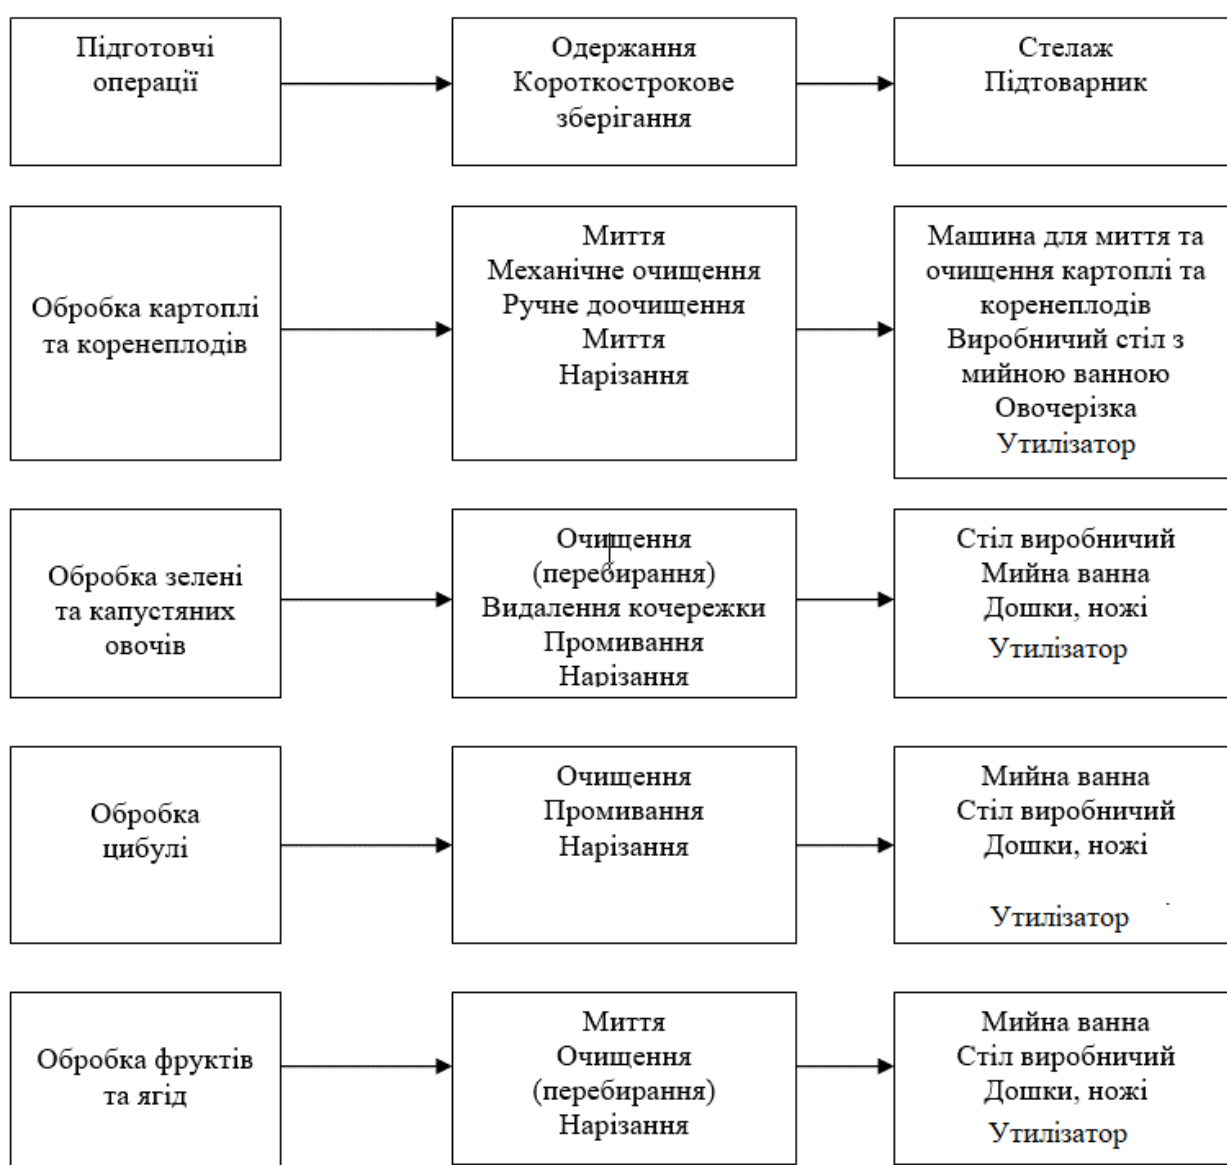 Підготовчі
операції
Одержання
Короткострокове
зберігання
Стелаж
Підтоварник
Обробка картоплі
та коренеплодів
Миття
Механічне очищення
Ручне доочищення
Миття
Нарізання
Машина для миття та
очищення картоплі та
коренеплодів
Виробничий стіл з
мийною ванною
Овочерізка
Утилізатор
Обробка зелені
та капустяних
овочів
Очищення
(перебирання)
Видалення кочережки
Промивання
Нарізання
Стіл виробничий
Мийна ванна
Дошки, ножі
Утилізатор
Обробка
цибулі
Очищення
Промивання
Нарізання
Мийна ванна
Стіл виробничий
Дошки, ножі
Утилізатор
Обробка фруктів
та ягід
Миття
Очищення
(перебирання)
Нарізання
Мийна ванна
Стіл виробничий
Дошки, ножі
Утилізатор